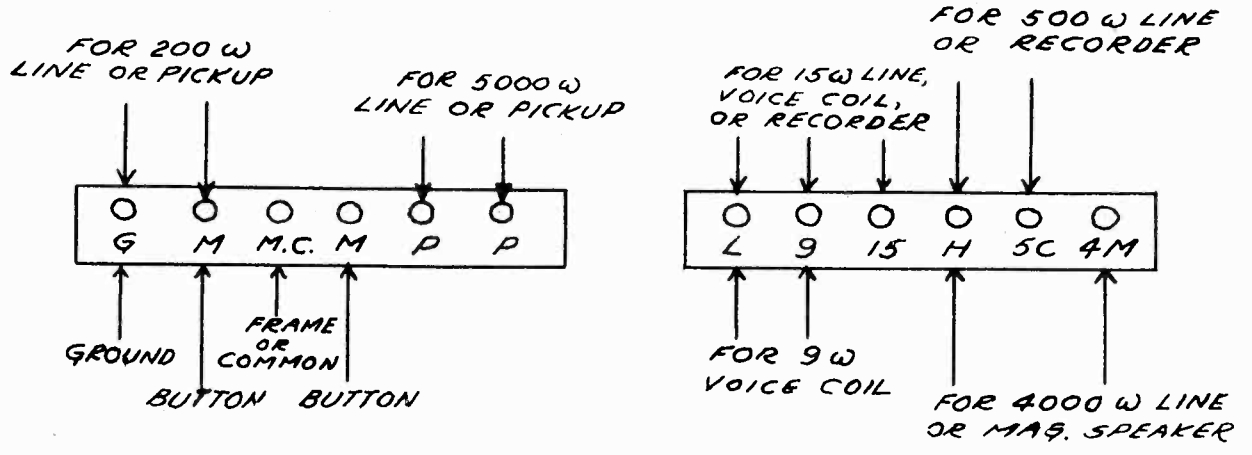 FOR 200 ω
LINE OR PICKUP
FOR 5000 ω
LINE OR PICKUP
G M M.C. M P P
GROUND
FRAME
OR
COMMON
BUTTON BUTTON
FOR 500 ω LINE
OR RECORDER
FOR 15 ω LINE,
VOICE COIL,
OR RECORDER
L 9 15 H 5C 4M
FOR 9 ω
VOICE COIL
FOR 4000 ω LINE
OR MAG. SPEAKER